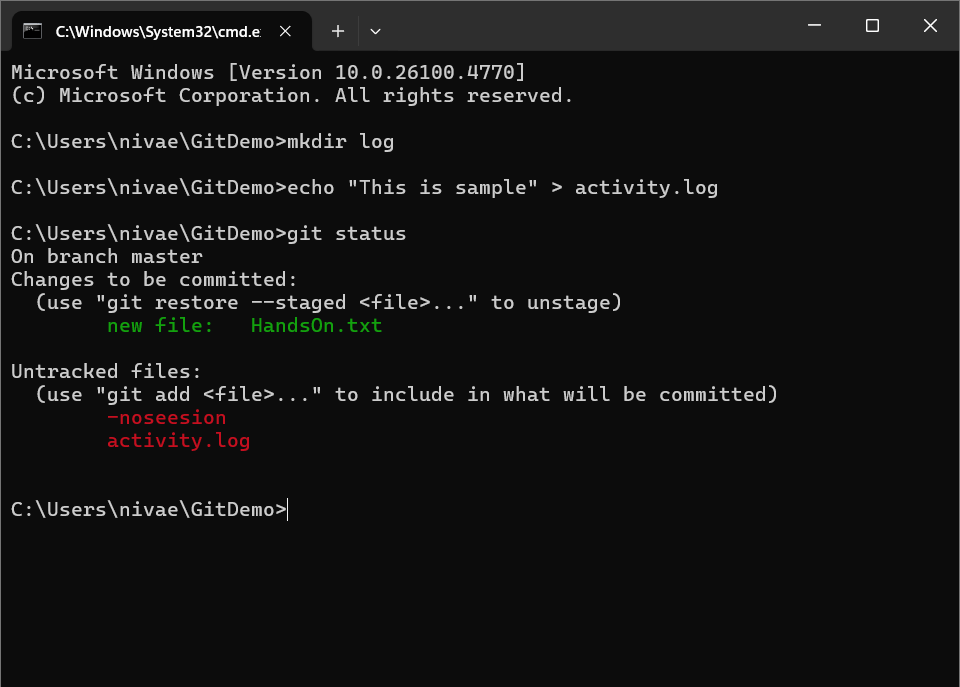 C:\Windows\System32\cmd.e
Microsoft Windows [Version 10.0.26100.4770]
(c) Microsoft Corporation. All rights reserved.
C:\Users\nivae\GitDemo>mkdir log
C:\Users\nivae\GitDemo>echo "This is sample" > activity.log
C:\Users\nivae\GitDemo>git status
On branch master
Changes to be committed:
  (use "git restore --staged <file>..." to unstage)
        new file:   HandsOn.txt
Untracked files:
  (use "git add <file>..." to include in what will be committed)
        -noseesion
        activity.log
C:\Users\nivae\GitDemo>